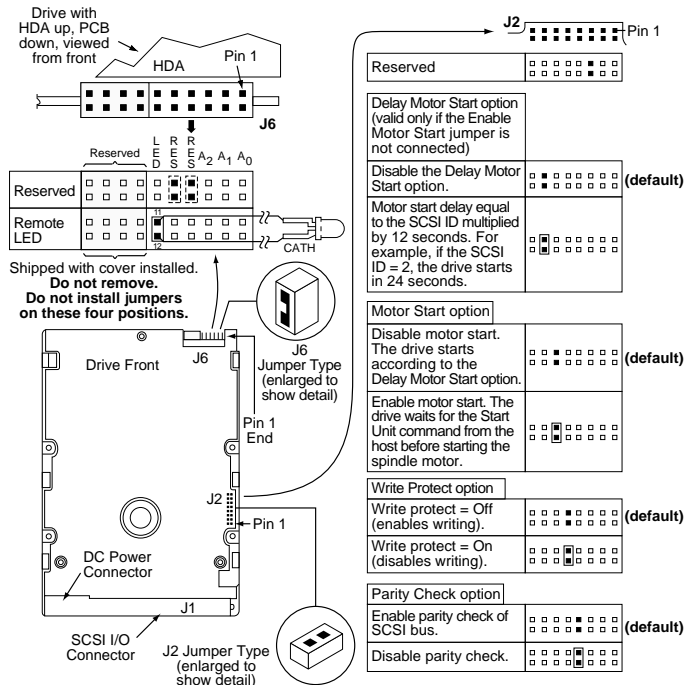 Drive with
HDA up, PCB
down, viewed
from front
HDA
Pin 1
J6
Reserved
LED
RES
RES
A2
A1
A0
Reserved
Remote
LED
11
12
CATH
Shipped with cover installed.
Do not remove.
Do not install jumpers
on these four positions.
J6
Drive Front
J6
Jumper Type
(enlarged to
show detail)
Pin 1
End
J2
Pin 1
DC Power
Connector
J1
SCSI I/O
Connector
J2 Jumper Type
(enlarged to
show detail)
J2
Pin 1
Reserved
Delay Motor Start option
(valid only if the Enable
Motor Start jumper is
not connected)
Disable the Delay Motor
Start option.
(default)
Motor start delay equal
to the SCSI ID multiplied
by 12 seconds. For
example, if the SCSI
ID = 2, the drive starts
in 24 seconds.
Motor Start option
Disable motor start.
The drive starts
according to the
Delay Motor Start option.
(default)
Enable motor start. The
drive waits for the Start
Unit command from the
host before starting the
spindle motor.
Write Protect option
Write protect = Off
(enables writing).
(default)
Write protect = On
(disables writing).
Parity Check option
Enable parity check of
SCSI bus.
(default)
Disable parity check.